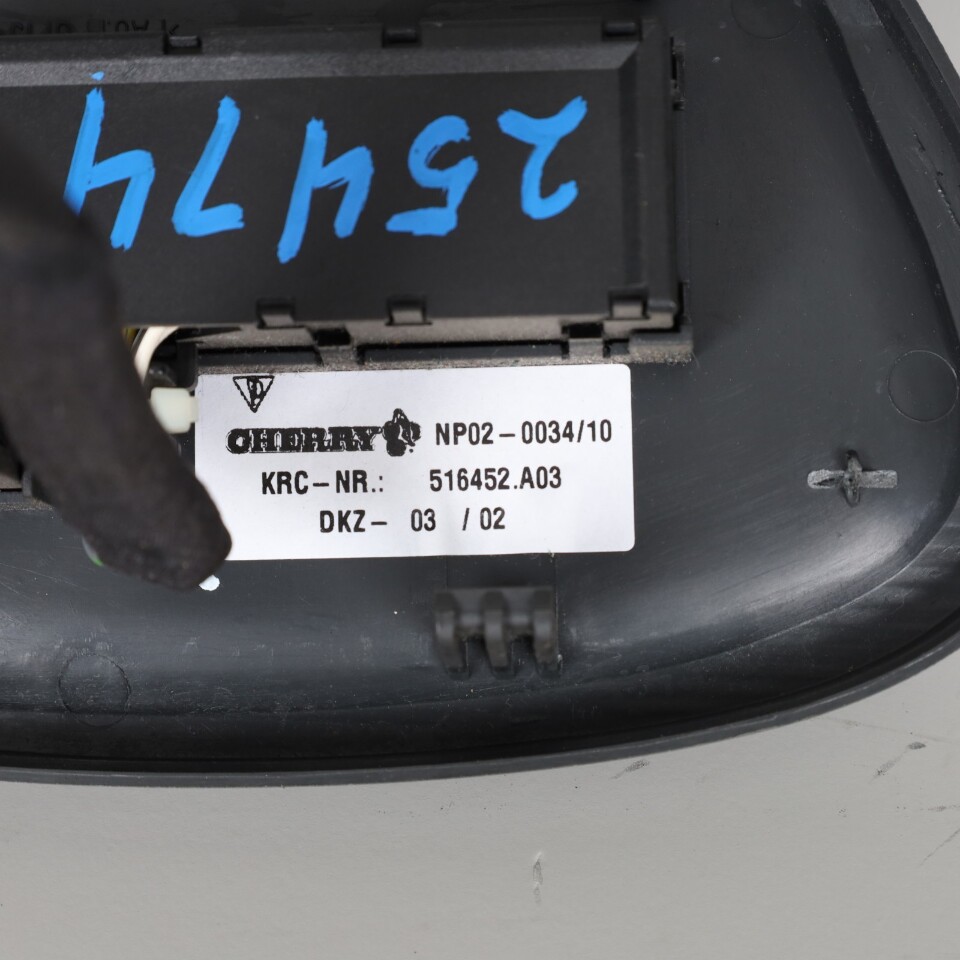 25474
D
CHERRY NP02-0034/10
KRC-NR.: 516452.A03
DKZ- 03 / 02